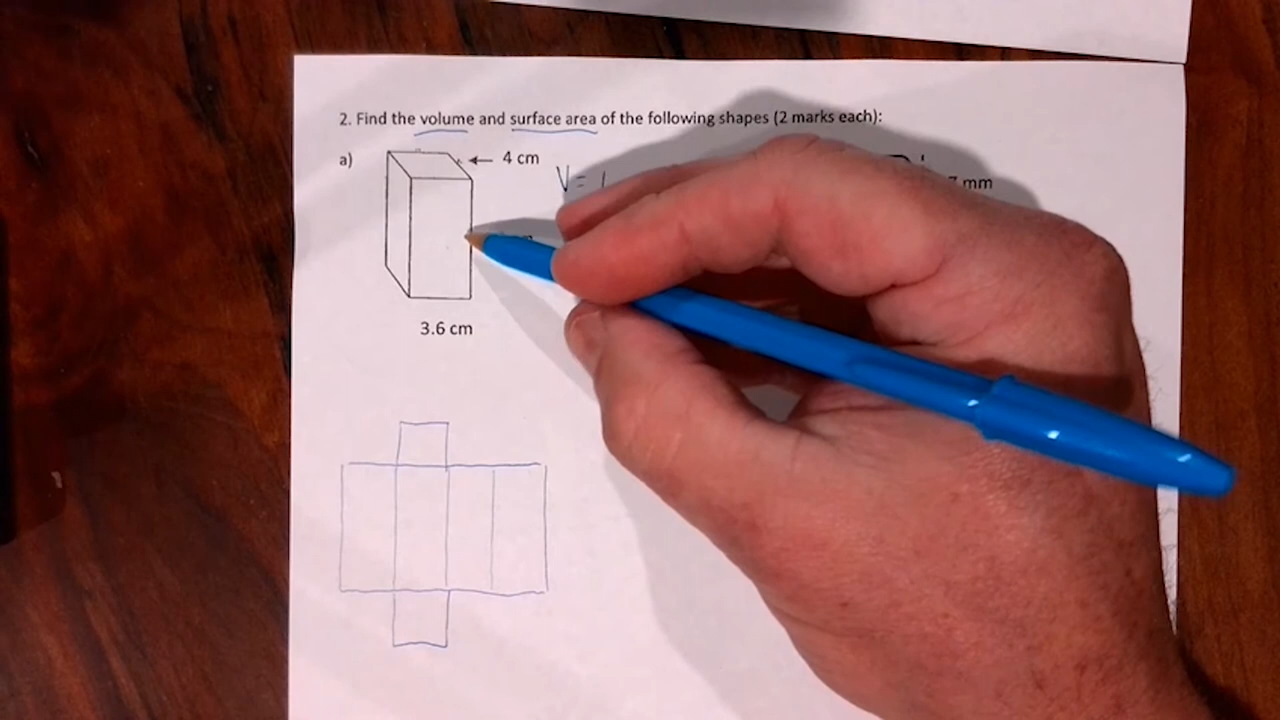 2. Find the volume and surface area of the following shapes (2 marks each):
a)
4 cm
V =
mm
3.6 cm